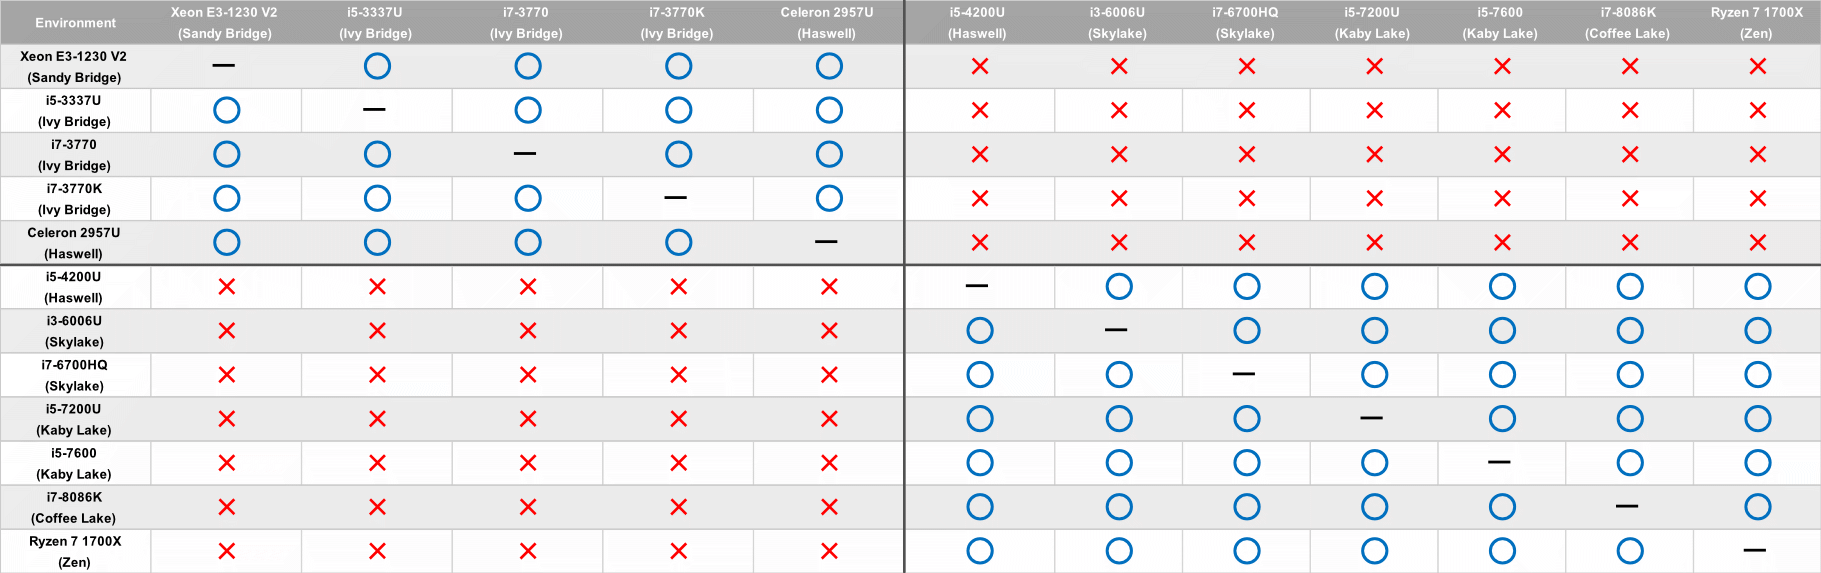 Environment
Xeon E3-1230 V2
(Sandy Bridge)
i5-3337U
(Ivy Bridge)
i7-3770
(Ivy Bridge)
i7-3770K
(Ivy Bridge)
Celeron 2957U
(Haswell)
i5-4200U
(Haswell)
i3-6006U
(Skylake)
i7-6700HQ
(Skylake)
i5-7200U
(Kaby Lake)
i5-7600
(Kaby Lake)
i7-8086K
(Coffee Lake)
Ryzen 7 1700X
(Zen)
Xeon E3-1230 V2
(Sandy Bridge)
i5-3337U
(Ivy Bridge)
i7-3770
(Ivy Bridge)
i7-3770K
(Ivy Bridge)
Celeron 2957U
(Haswell)
i5-4200U
(Haswell)
i3-6006U
(Skylake)
i7-6700HQ
(Skylake)
i5-7200U
(Kaby Lake)
i5-7600
(Kaby Lake)
i7-8086K
(Coffee Lake)
Ryzen 7 1700X
(Zen)